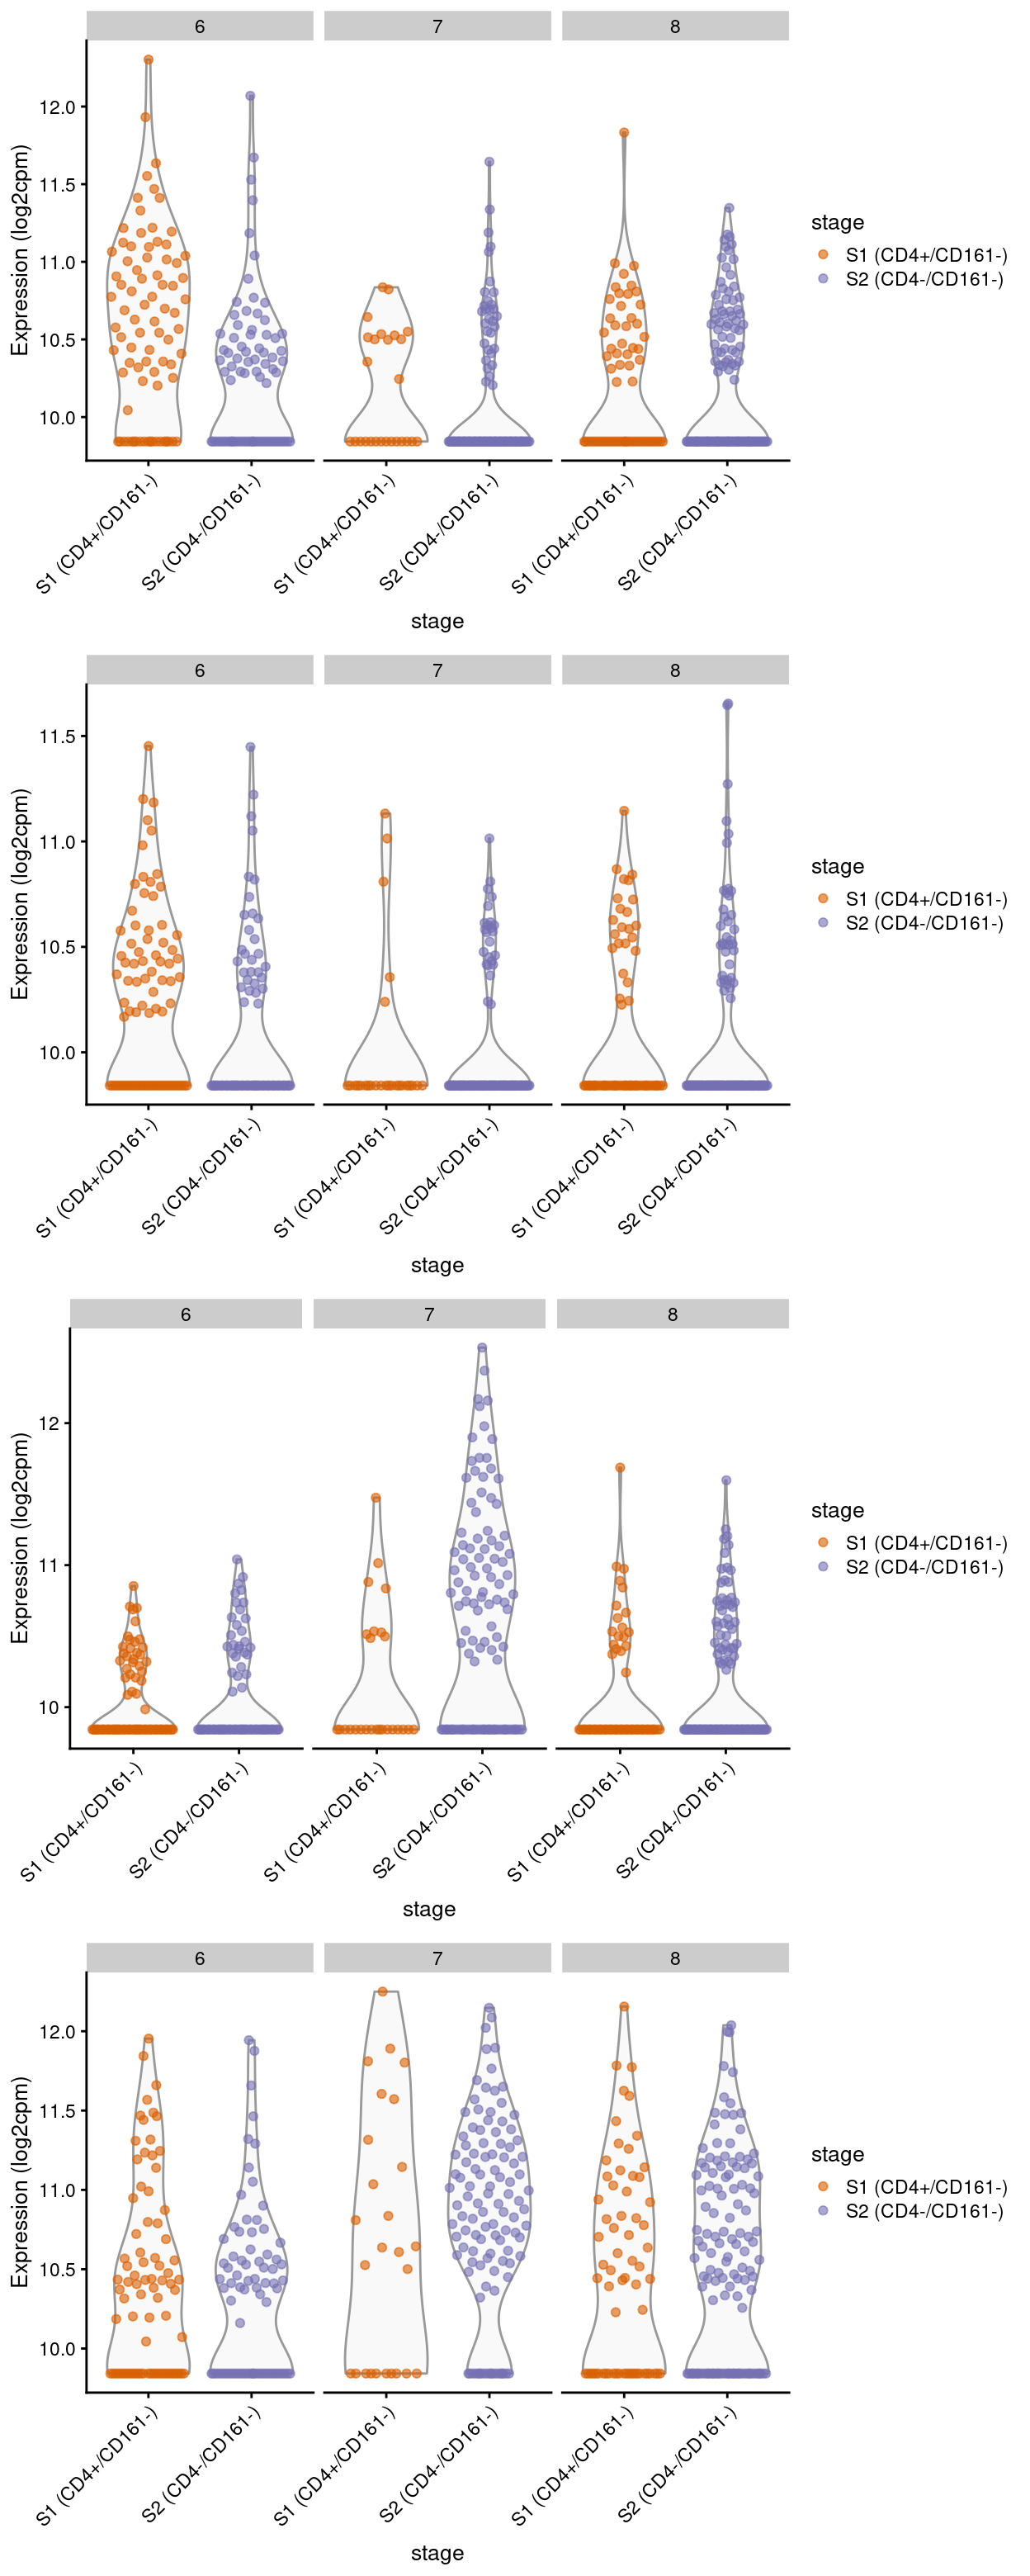 6 7 8
Expression (log2cpm)
12.0
11.5
11.0
10.5
10.0
S1 (CD4+/CD161-) S2 (CD4-/CD161-) S1 (CD4+/CD161-) S2 (CD4-/CD161-) S1 (CD4+/CD161-) S2 (CD4-/CD161-)
stage
stage
S1 (CD4+/CD161-)
S2 (CD4-/CD161-)
6 7 8
Expression (log2cpm)
11.5
11.0
10.5
10.0
S1 (CD4+/CD161-) S2 (CD4-/CD161-) S1 (CD4+/CD161-) S2 (CD4-/CD161-) S1 (CD4+/CD161-) S2 (CD4-/CD161-)
stage
stage
S1 (CD4+/CD161-)
S2 (CD4-/CD161-)
6 7 8
Expression (log2cpm)
12
11
10
S1 (CD4+/CD161-) S2 (CD4-/CD161-) S1 (CD4+/CD161-) S2 (CD4-/CD161-) S1 (CD4+/CD161-) S2 (CD4-/CD161-)
stage
stage
S1 (CD4+/CD161-)
S2 (CD4-/CD161-)
6 7 8
Expression (log2cpm)
12.0
11.5
11.0
10.5
10.0
S1 (CD4+/CD161-) S2 (CD4-/CD161-) S1 (CD4+/CD161-) S2 (CD4-/CD161-) S1 (CD4+/CD161-) S2 (CD4-/CD161-)
stage
stage
S1 (CD4+/CD161-)
S2 (CD4-/CD161-)